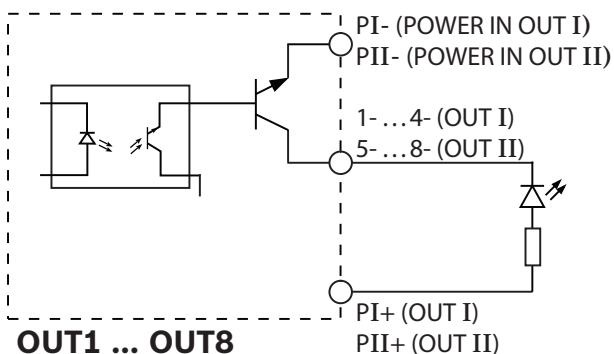 PI- (POWER IN OUT I)
PII- (POWER IN OUT II)
1- ...4- (OUT I)
5- ...8- (OUT II)
PI+ (OUT I)
PII+ (OUT II)
OUT1 ... OUT8